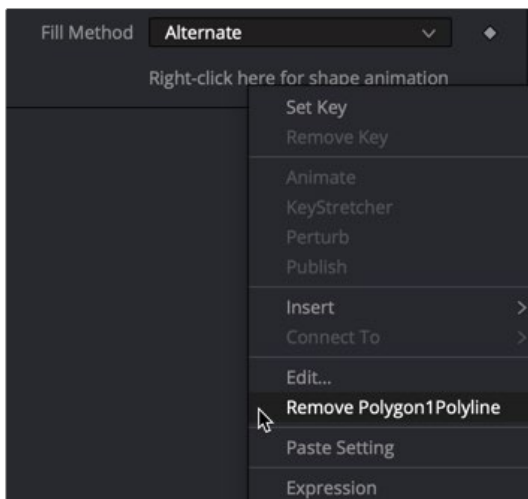 Fill Method Alternate
Right-click here for shape animation
Set Key
Remove Key
Animate
KeyStretcher
Perturb
Publish
Insert
Connect To
Edit...
Remove Polygon1Polyline
Paste Setting
Expression